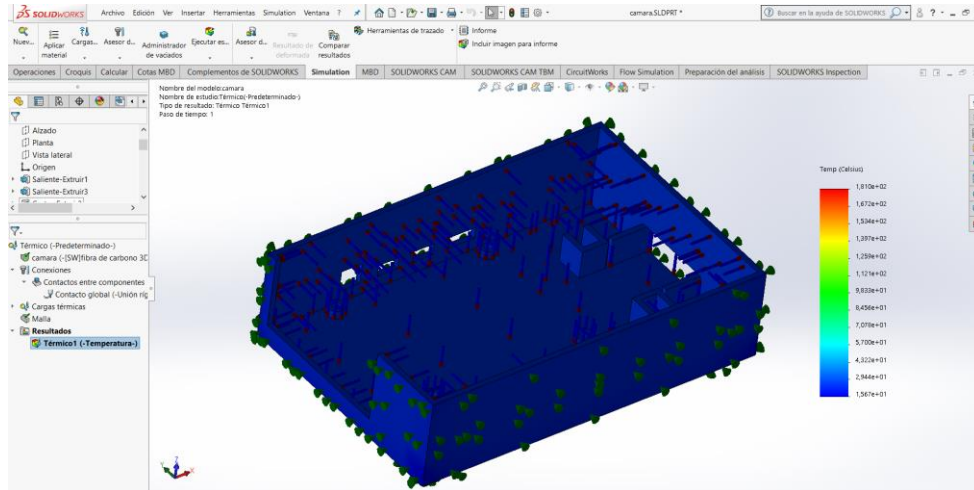 SOLIDWORKS Archivo Edición Ver Insertar Herramientas Simulation Ventana ? camara.SLDPRT * Buscar en la ayuda de SOLIDWORKS
Nuev... Aplicar material Cargas... Asesor d... Administrador de vaciados Ejecutar es... Asesor d... Resultado de deformada Comparar resultados
Herramientas de trazado Informe
Incluir imagen para informe
Operaciones Croquis Calcular Cotas MBD Complementos de SOLIDWORKS Simulation MBD SOLIDWORKS CAM SOLIDWORKS CAM TBM CircuitWorks Flow Simulation Preparación del análisis SOLIDWORKS Inspection
Nombre del modelo:camara
Nombre de estudio:Térmico(-Predeterminado-)
Tipo de resultado: Térmico Térmico1
Paso de tiempo: 1
Alzado
Planta
Vista lateral
Origen
Saliente-Extruir1
Saliente-Extruir3
Térmico (-Predeterminado-)
camara (-[SW]fibra de carbono 3D
Conexiones
Contactos entre componentes
Contacto global (-Unión ríg
Cargas térmicas
Malla
Resultados
Térmico1 (-Temperatura-)
Temp (Celsius)
1,810e+02
1,672e+02
1,534e+02
1,397e+02
1,259e+02
1,121e+02
9,833e+01
8,456e+01
7,078e+01
5,700e+01
4,322e+01
2,944e+01
1,567e+01